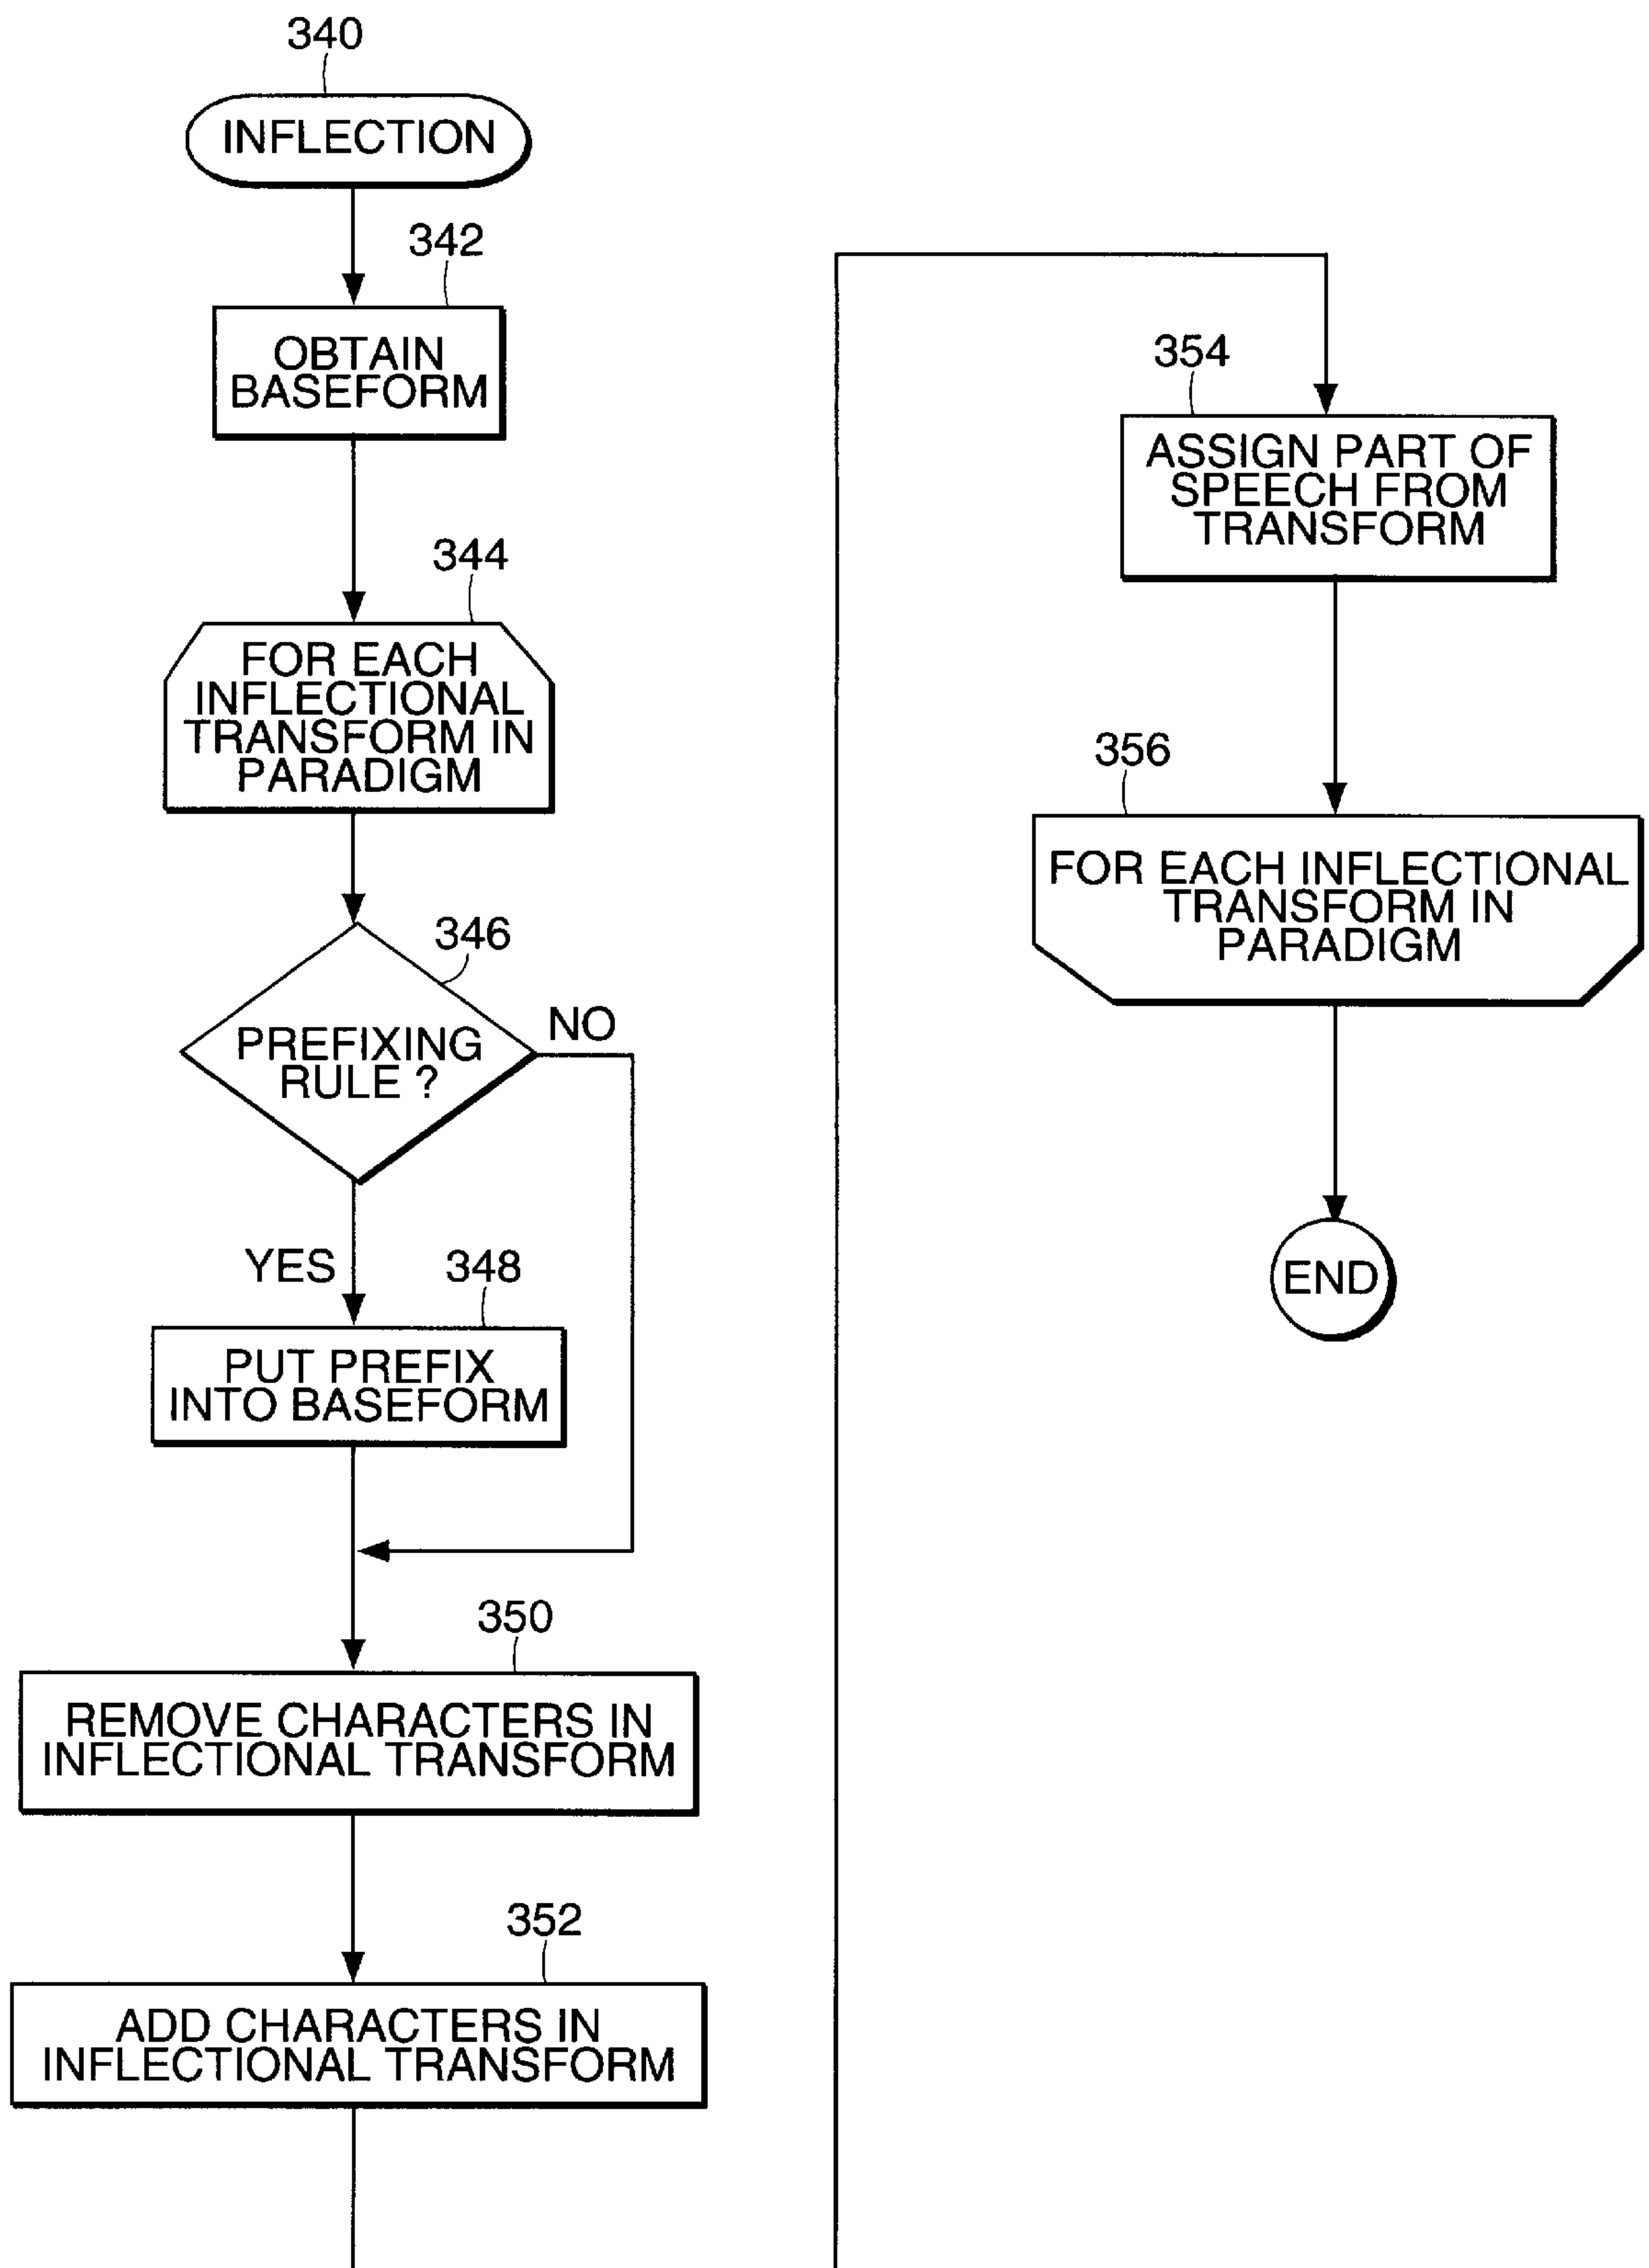 340
INFLECTION
342
OBTAIN
BASEFORM
344
FOR EACH
INFLECTIONAL
TRANSFORM IN
PARADIGM
346
PREFIXING
RULE ?
NO
YES
348
PUT PREFIX
INTO BASEFORM
350
REMOVE CHARACTERS IN
INFLECTIONAL TRANSFORM
352
ADD CHARACTERS IN
INFLECTIONAL TRANSFORM
354
ASSIGN PART OF
SPEECH FROM
TRANSFORM
356
FOR EACH INFLECTIONAL
TRANSFORM IN
PARADIGM
END